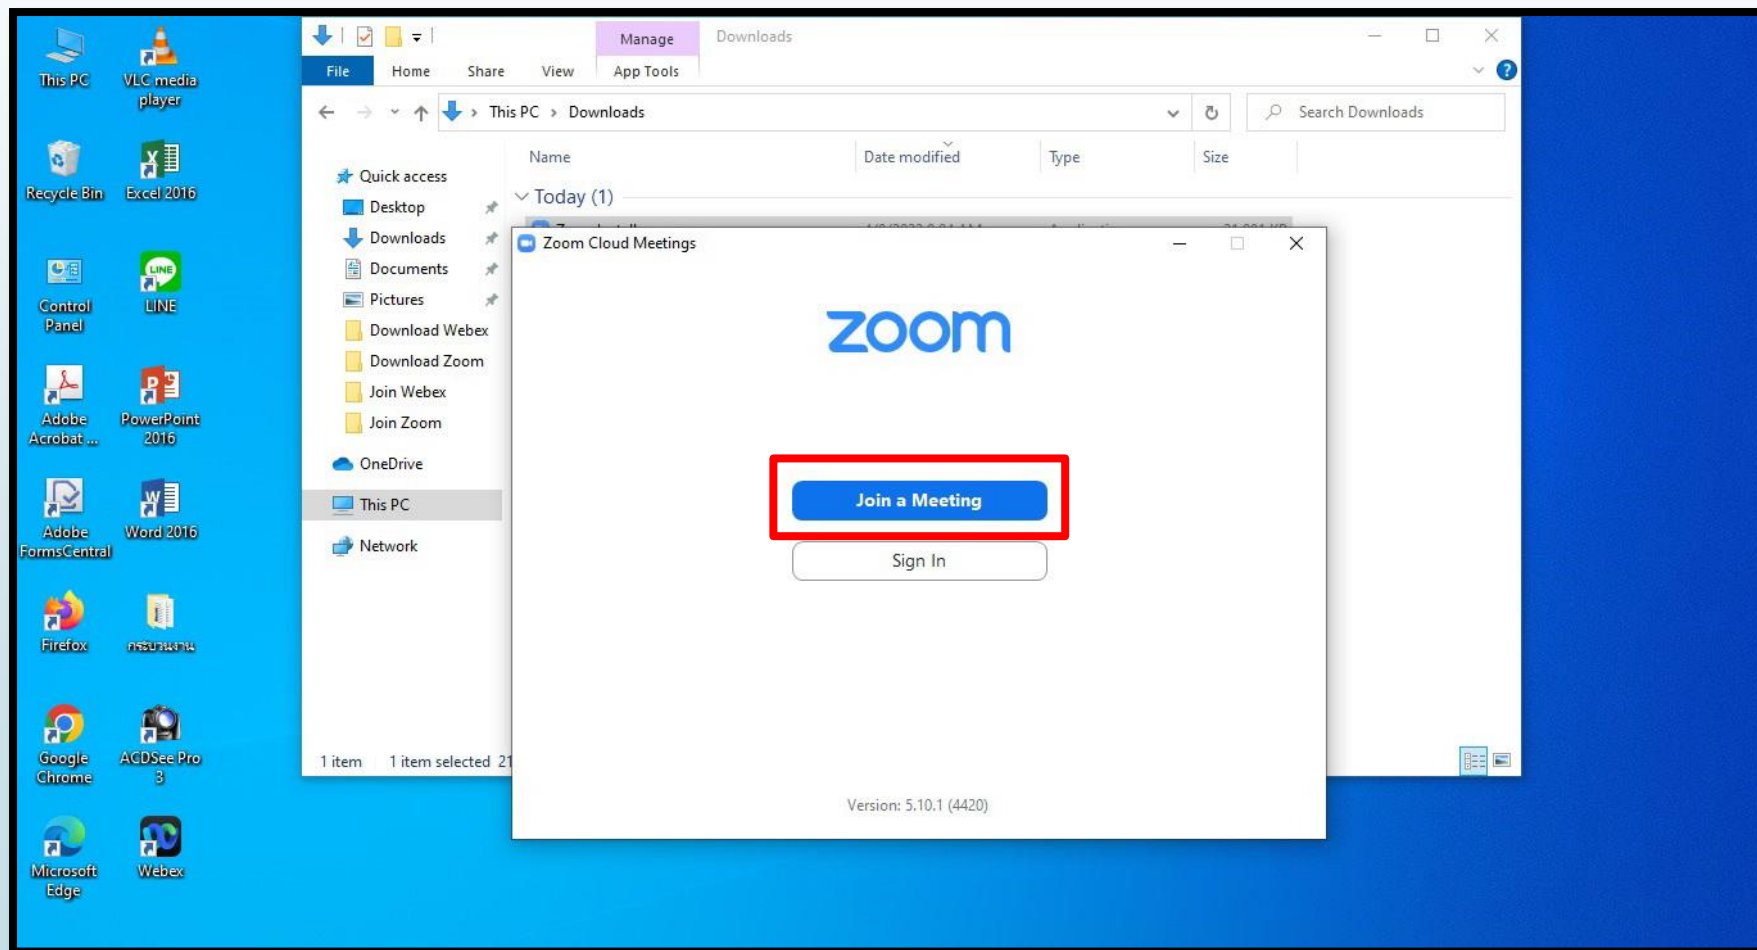 This PC
VLC media
player
Recycle Bin
Excel 2016
Control
Panel
LINE
LINE
Adobe
Acrobat ...
PowerPoint
2016
Adobe
FormsCentral
Word 2016
Firefox
กระบวนงาน
Google
Chrome
ACDSee Pro
3
Microsoft
Edge
Webex
Manage
Downloads
File
Home
Share
View
App Tools
This PC
Downloads
Search Downloads
Name
Date modified
Type
Size
Quick access
Desktop
Downloads
Documents
Pictures
Download Webex
Download Zoom
Join Webex
Join Zoom
OneDrive
This PC
Network
Today (1)
1 item
1 item selected 21
Zoom Cloud Meetings
zoom
Join a Meeting
Sign In
Version: 5.10.1 (4420)